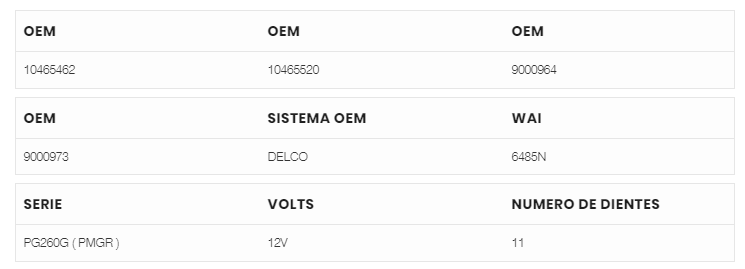 OEM OEM OEM
10465462 10465520 9000964
OEM SISTEMA OEM WAI
9000973 DELCO 6485N
SERIE VOLTS NUMERO DE DIENTES
PG260G ( PMGR ) 12V 11